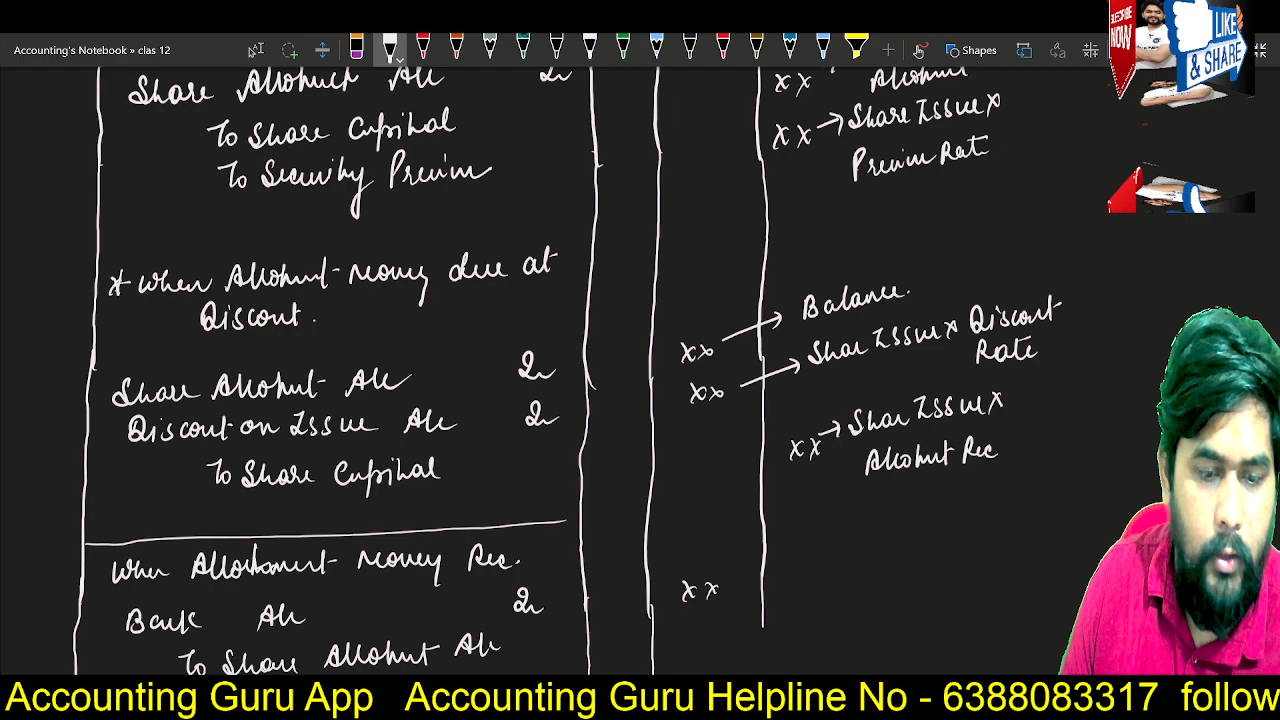 Accounting's Notebook » clas 12
Shapes
SUBSCRIBE NOW
LIKE & SHARE
Share Allotment A/c Dr
To Share Capital
To Security Premium
xx
Allotment
xx → Share Issue x
Premium Rate
* When Allotment money due at
Discount.
Share Allotment A/c Dr
Discount on Issue A/c Dr
To Share Capital
xx → Balance.
xx → Share Issue x Discount
Rate
xx → Share Issue x
Allotment Rec
When Allotment money Rec.
Bank A/c Dr
xx
To Share Allotment A/c
Accounting Guru App Accounting Guru Helpline No - 6388083317 follow